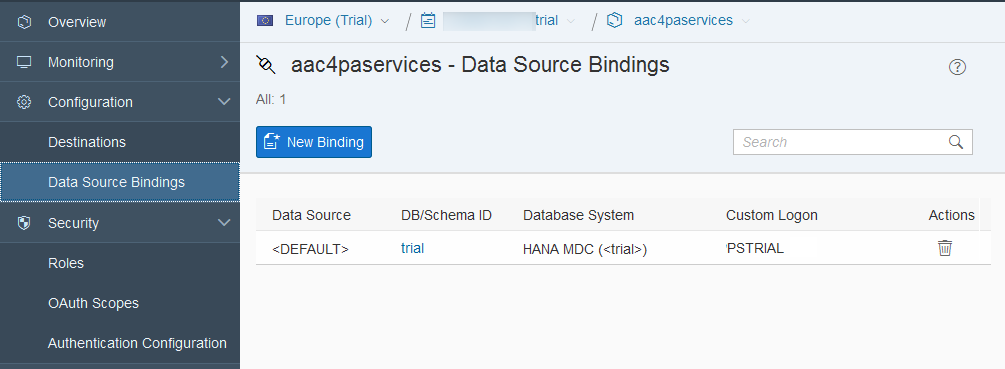 Overview
Monitoring
Configuration
Destinations
Data Source Bindings
Security
Roles
OAuth Scopes
Authentication Configuration
Europe (Trial) / trial / aac4paservices
aac4paservices - Data Source Bindings
All: 1
New Binding
Search
Data Source DB/Schema ID Database System Custom Logon Actions
<DEFAULT> trial HANA MDC (<trial>) PSTRIAL